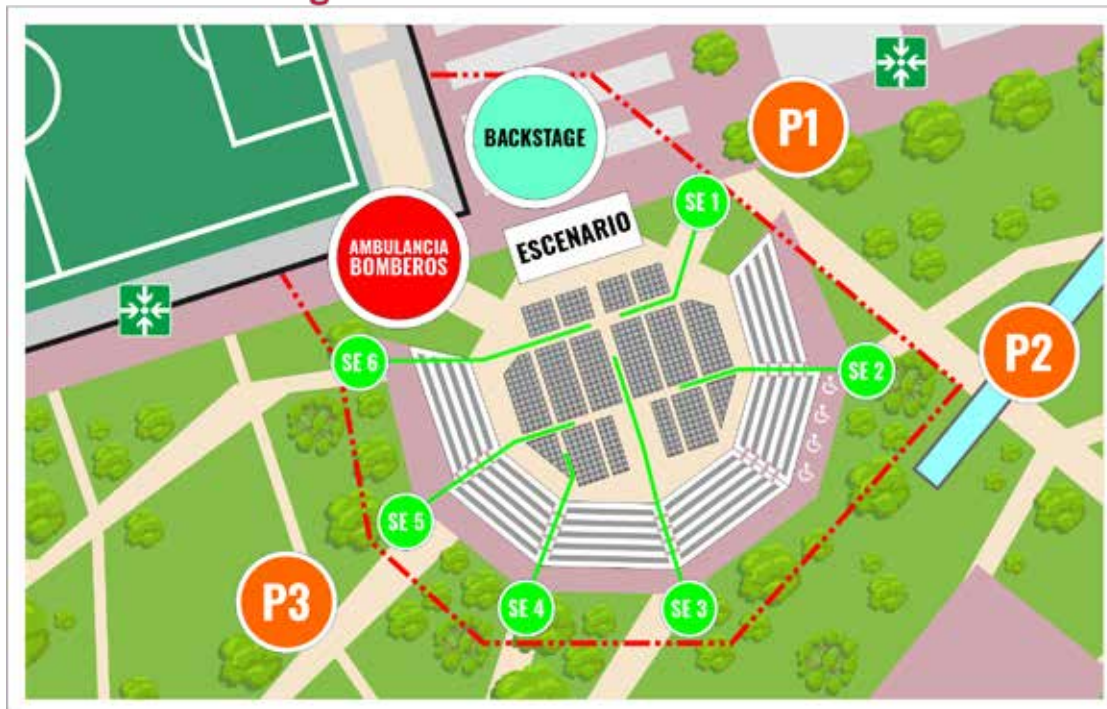 BACKSTAGE
P1
SE 1
ESCENARIO
AMBULANCIA
BOMBEROS
P2
SE 6
SE 2
SE 5
P3
SE 4
SE 3